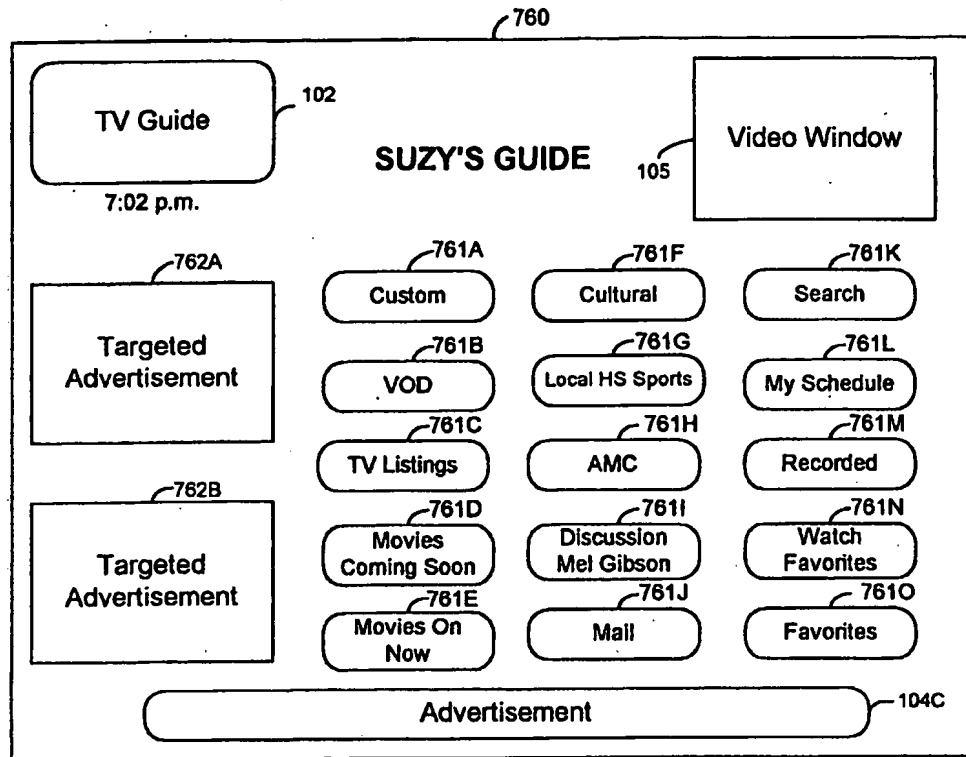 760
TV Guide
102
SUZY'S GUIDE
Video Window
105
7:02 p.m.
762A
Targeted
Advertisement
761A
Custom
761F
Cultural
761K
Search
761B
VOD
761G
Local HS Sports
761L
My Schedule
761C
TV Listings
761H
AMC
761M
Recorded
762B
Targeted
Advertisement
761D
Movies
Coming Soon
761I
Discussion
Mel Gibson
761N
Watch
Favorites
761E
Movies On
Now
761J
Mail
761O
Favorites
Advertisement
104C